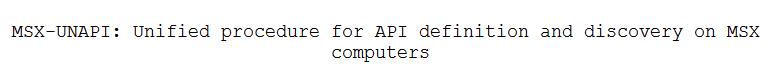 MSX-UNAPI: Unified procedure for API definition and discovery on MSX
computers